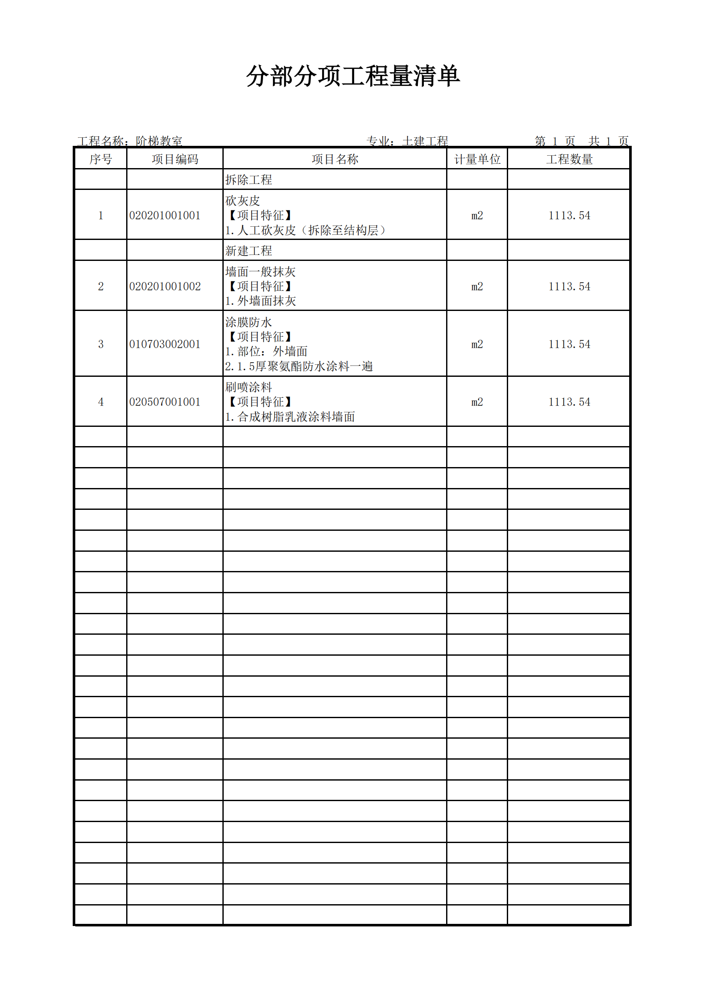 分部分项工程量清单
工程名称：阶梯教室 专业：土建工程 第 1 页 共 1 页
序号 项目编码 项目名称 计量单位 工程数量
拆除工程
砍灰皮
1 020201001001 【项目特征】 m2 1113.54
1.人工砍灰皮（拆除至结构层）
新建工程
墙面一般抹灰
2 020201001002 【项目特征】 m2 1113.54
1.外墙面抹灰
涂膜防水
【项目特征】
3 010703002001 m2 1113.54
1.部位：外墙面
2.1.5厚聚氨酯防水涂料一遍
刷喷涂料
4 020507001001 【项目特征】 m2 1113.54
1.合成树脂乳液涂料墙面